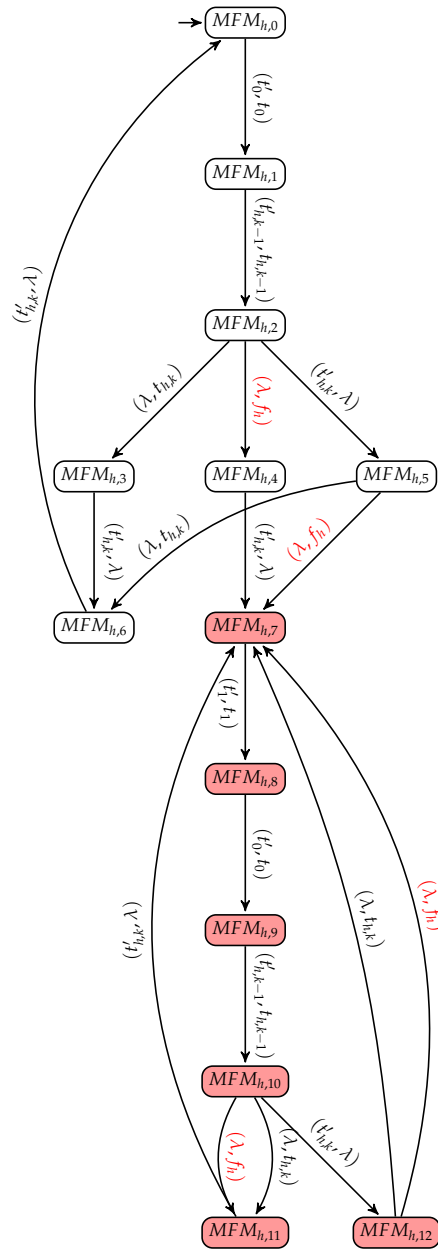 MFM_{h,0}
(t'_0, t_0)
MFM_{h,1}
(t'_{h,k−1}, t_{h,k−1})
(t'_{h,k}, λ)
MFM_{h,2}
(λ, t_{h,k})
(λ, f_h)
(t'_{h,k}, λ)
MFM_{h,3}
MFM_{h,4}
MFM_{h,5}
(t'_{h,k}, λ)
(λ, t_{h,k})
(t'_{h,k}, λ)
(λ, f_h)
MFM_{h,6}
MFM_{h,7}
(t'_1, t_1)
MFM_{h,8}
(t'_0, t_0)
(t'_{h,k}, λ)
MFM_{h,9}
(λ, t_{h,k})
(λ, f_h)
(t'_{h,k−1}, t_{h,k−1})
MFM_{h,10}
(λ, f_h)
(λ, t_{h,k})
(t'_{h,k}, λ)
MFM_{h,11}
MFM_{h,12}